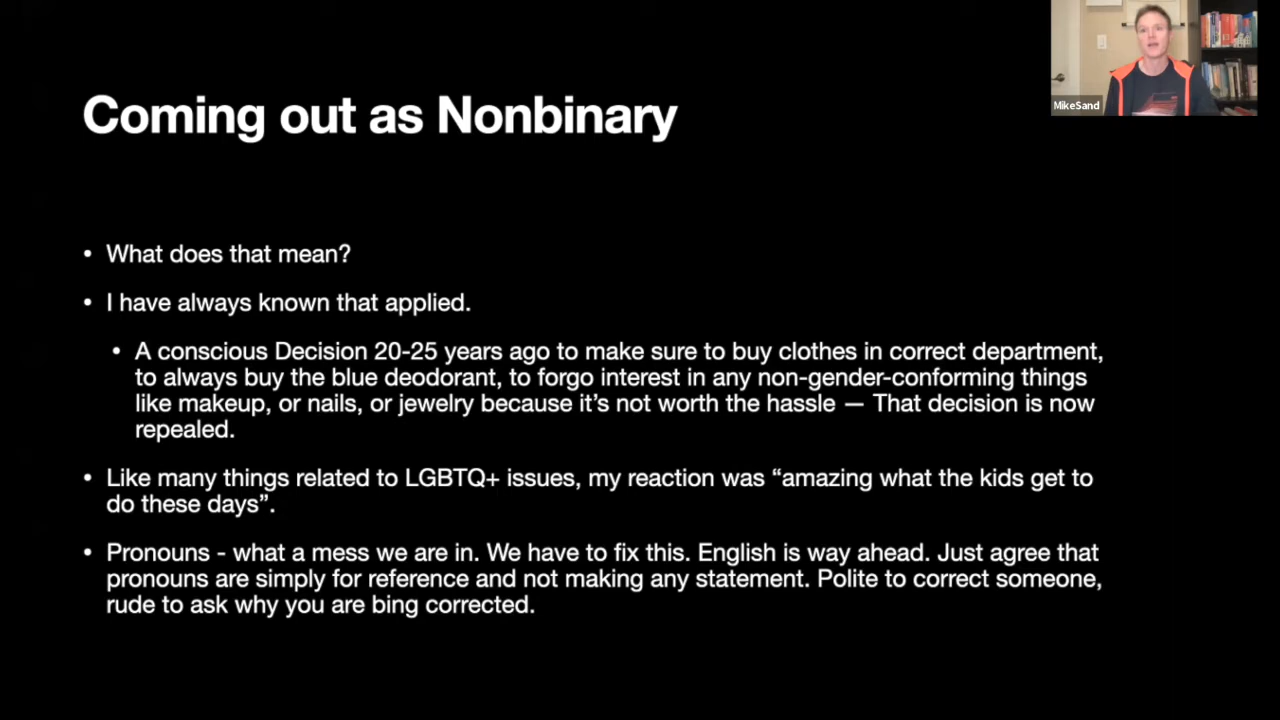 MikeSand
Coming out as Nonbinary
• What does that mean?
• I have always known that applied.
• A conscious Decision 20-25 years ago to make sure to buy clothes in correct department,
to always buy the blue deodorant, to forgo interest in any non-gender-conforming things
like makeup, or nails, or jewelry because it’s not worth the hassle — That decision is now
repealed.
• Like many things related to LGBTQ+ issues, my reaction was “amazing what the kids get to
do these days”.
• Pronouns - what a mess we are in. We have to fix this. English is way ahead. Just agree that
pronouns are simply for reference and not making any statement. Polite to correct someone,
rude to ask why you are bing corrected.